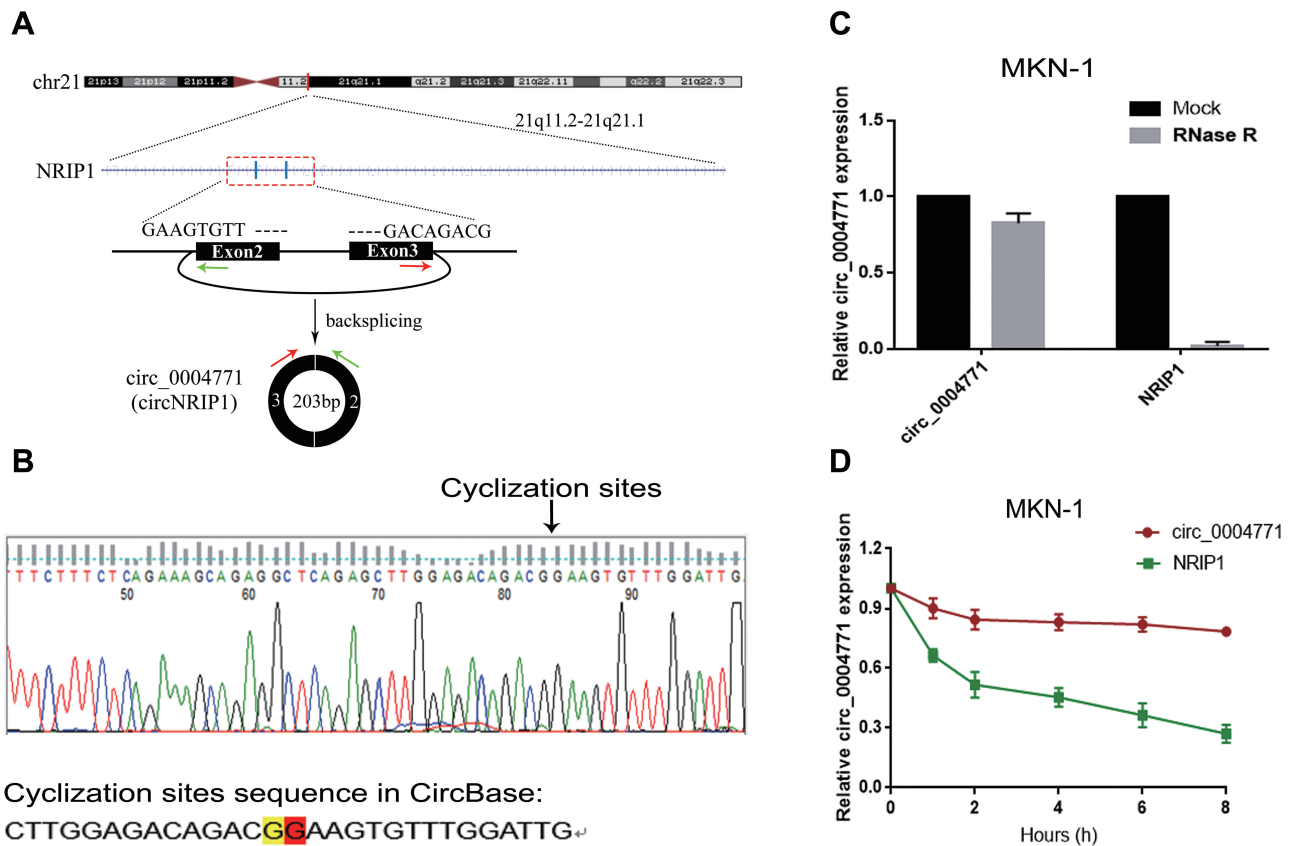 A
chr21
21p13 21p12 21p11.2 11.2 21q21.1 q21.2 21q21.3 21q22.11 q22.2 21q22.3
21q11.2-21q21.1
NRIP1
GAAGTGTT ---- ----GACAGACG
Exon2 Exon3
backsplicing
circ_0004771
(circNRIP1)
3 203bp 2
B
Cyclization sites
TTCTTTCTCAGAAAGCAGAGGCTCAGAGCTTGGAGACAGACGGAAGTGTTTGGATTG
50 60 70 80 90
Cyclization sites sequence in CircBase:
CTTGGAGACAGACGGAAGTGTTTGGATTG↵
C
MKN-1
Mock
RNase R
Relative circ_0004771 expression
1.5
1.0
0.5
0.0
circ_0004771
NRIP1
D
MKN-1
circ_0004771
NRIP1
Relative circ_0004771 expression
1.2
0.9
0.6
0.3
0.0
0 2 4 6 8
Hours (h)